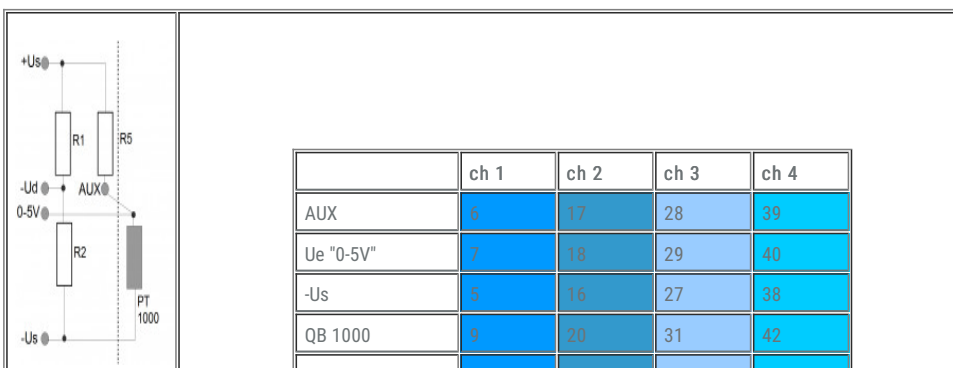 +Us
R1
R5
-Ud
AUX
0-5V
R2
PT
1000
-Us
ch 1 ch 2 ch 3 ch 4
AUX 6 17 28 39
Ue "0-5V" 7 18 29 40
-Us 5 16 27 38
QB 1000 9 20 31 42